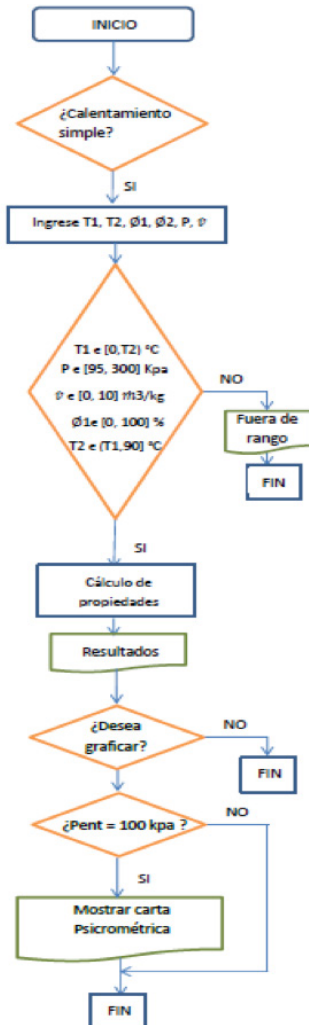 INICIO
¿Calentamiento
simple?
SI
Ingrese T1, T2, Ø1, Ø2, P, ṿ
T1 e [0,T2) °C
P e [95, 300] Kpa
NO
ṿ e [0, 10] m3/kg
Ø1e [0, 100] %
T2 e (T1,90] °C
Fuera de
rango
FIN
SI
Cálculo de
propiedades
Resultados
¿Desea
graficar?
NO
FIN
¿Pent = 100 kpa ?
NO
SI
Mostrar carta
Psicrométrica
FIN